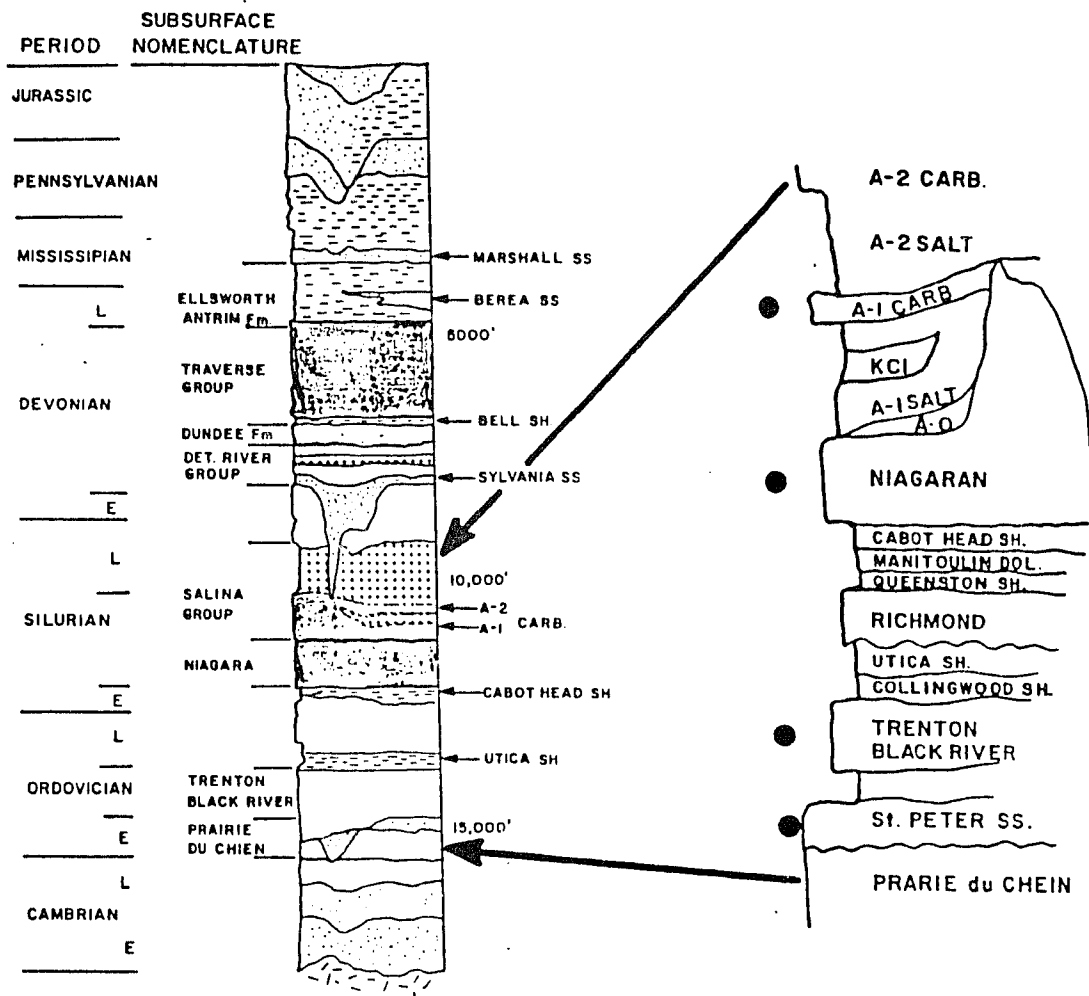 SUBSURFACE
PERIOD NOMENCLATURE
JURASSIC
PENNSYLVANIAN
MISSISSIPIAN
MARSHALL SS
ELLSWORTH
ANTRIM Fm
BEREA SS
L
5000'
TRAVERSE
GROUP
DEVONIAN
BELL SH
DUNDEE Fm
DET. RIVER
GROUP
SYLVANIA SS
E
L
10,000'
SALINA
GROUP
A-2
A-1 CARB.
SILURIAN
NIAGARA
CABOT HEAD SH
E
L
UTICA SH
ORDOVICIAN
TRENTON
BLACK RIVER
15,000'
E
PRAIRIE
DU CHIEN
L
CAMBRIAN
E
A-2 CARB.
A-2 SALT
A-1 CARB
KCl
A-1 SALT
A-O
NIAGARAN
CABOT HEAD SH.
MANITOULIN DOL.
QUEENSTON SH.
RICHMOND
UTICA SH.
COLLINGWOOD SH.
TRENTON
BLACK RIVER
St. PETER SS.
PRARIE du CHEIN